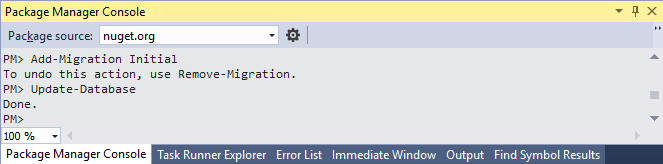 Package Manager Console
Package source: nuget.org
PM> Add-Migration Initial
To undo this action, use Remove-Migration.
PM> Update-Database
Done.
PM>
100 %
Package Manager Console Task Runner Explorer Error List Immediate Window Output Find Symbol Results